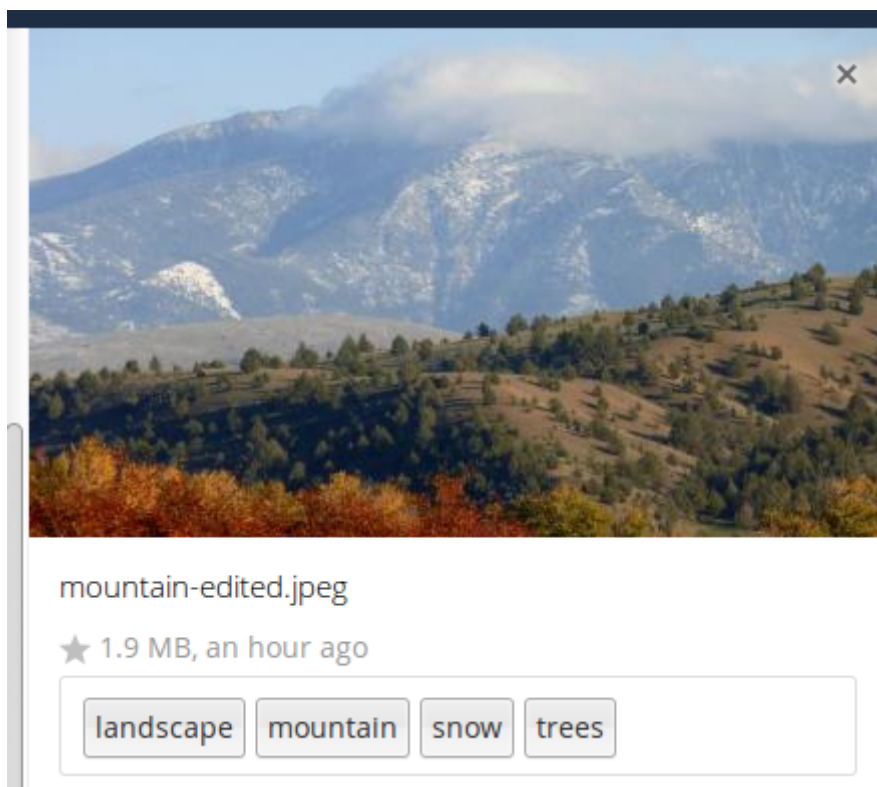 mountain-edited.jpeg
1.9 MB, an hour ago
landscape mountain snow trees